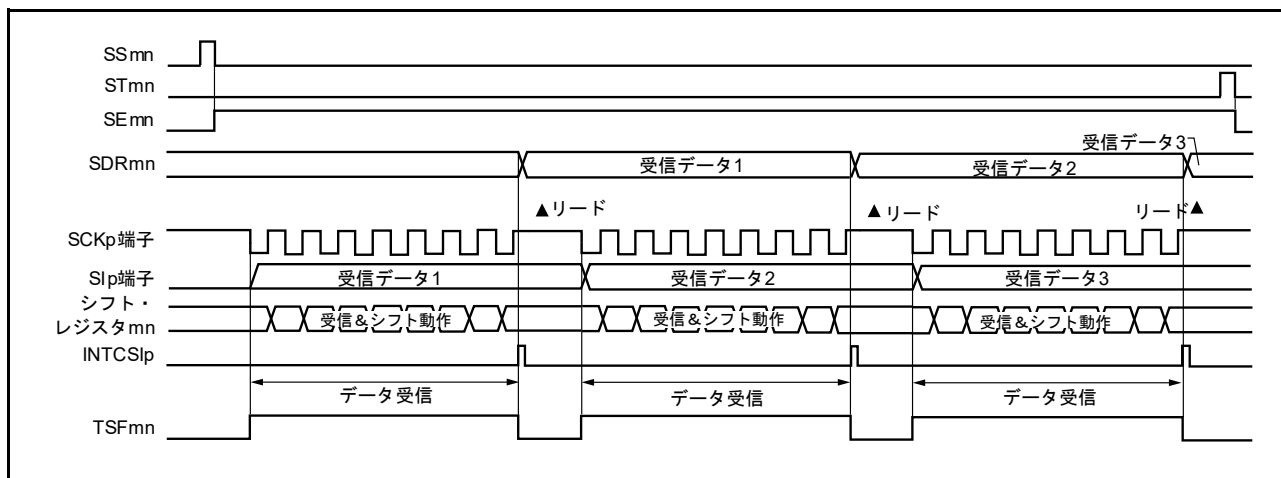 SSmn
STmn
SEmn
受信データ3
SDRmn
受信データ1
受信データ2
▲リード
▲リード
リード▲
SCKp端子
SIp端子
受信データ1
受信データ2
受信データ3
シフト・
レジスタmn
受信&シフト動作
受信&シフト動作
受信&シフト動作
INTCSIp
データ受信
データ受信
データ受信
TSFmn